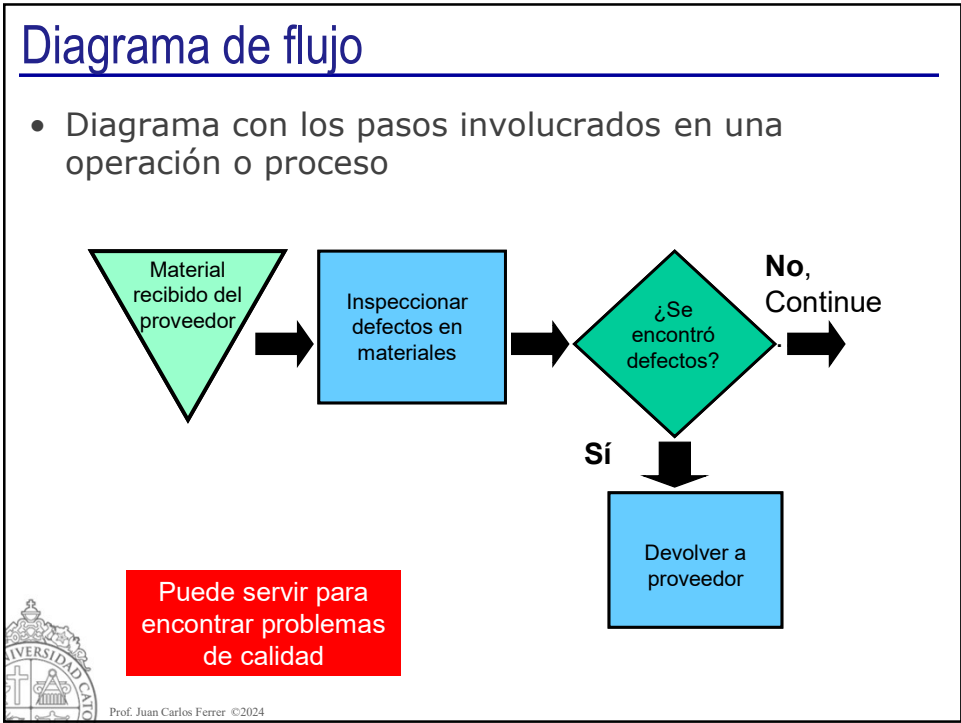 Diagrama de flujo
• Diagrama con los pasos involucrados en una
operación o proceso
Material
recibido del
proveedor
Inspeccionar
defectos en
materiales
¿Se
encontró
defectos?
No,
Continue
.
Sí
Devolver a
proveedor
Puede servir para
encontrar problemas
de calidad
Prof. Juan Carlos Ferrer ©2024